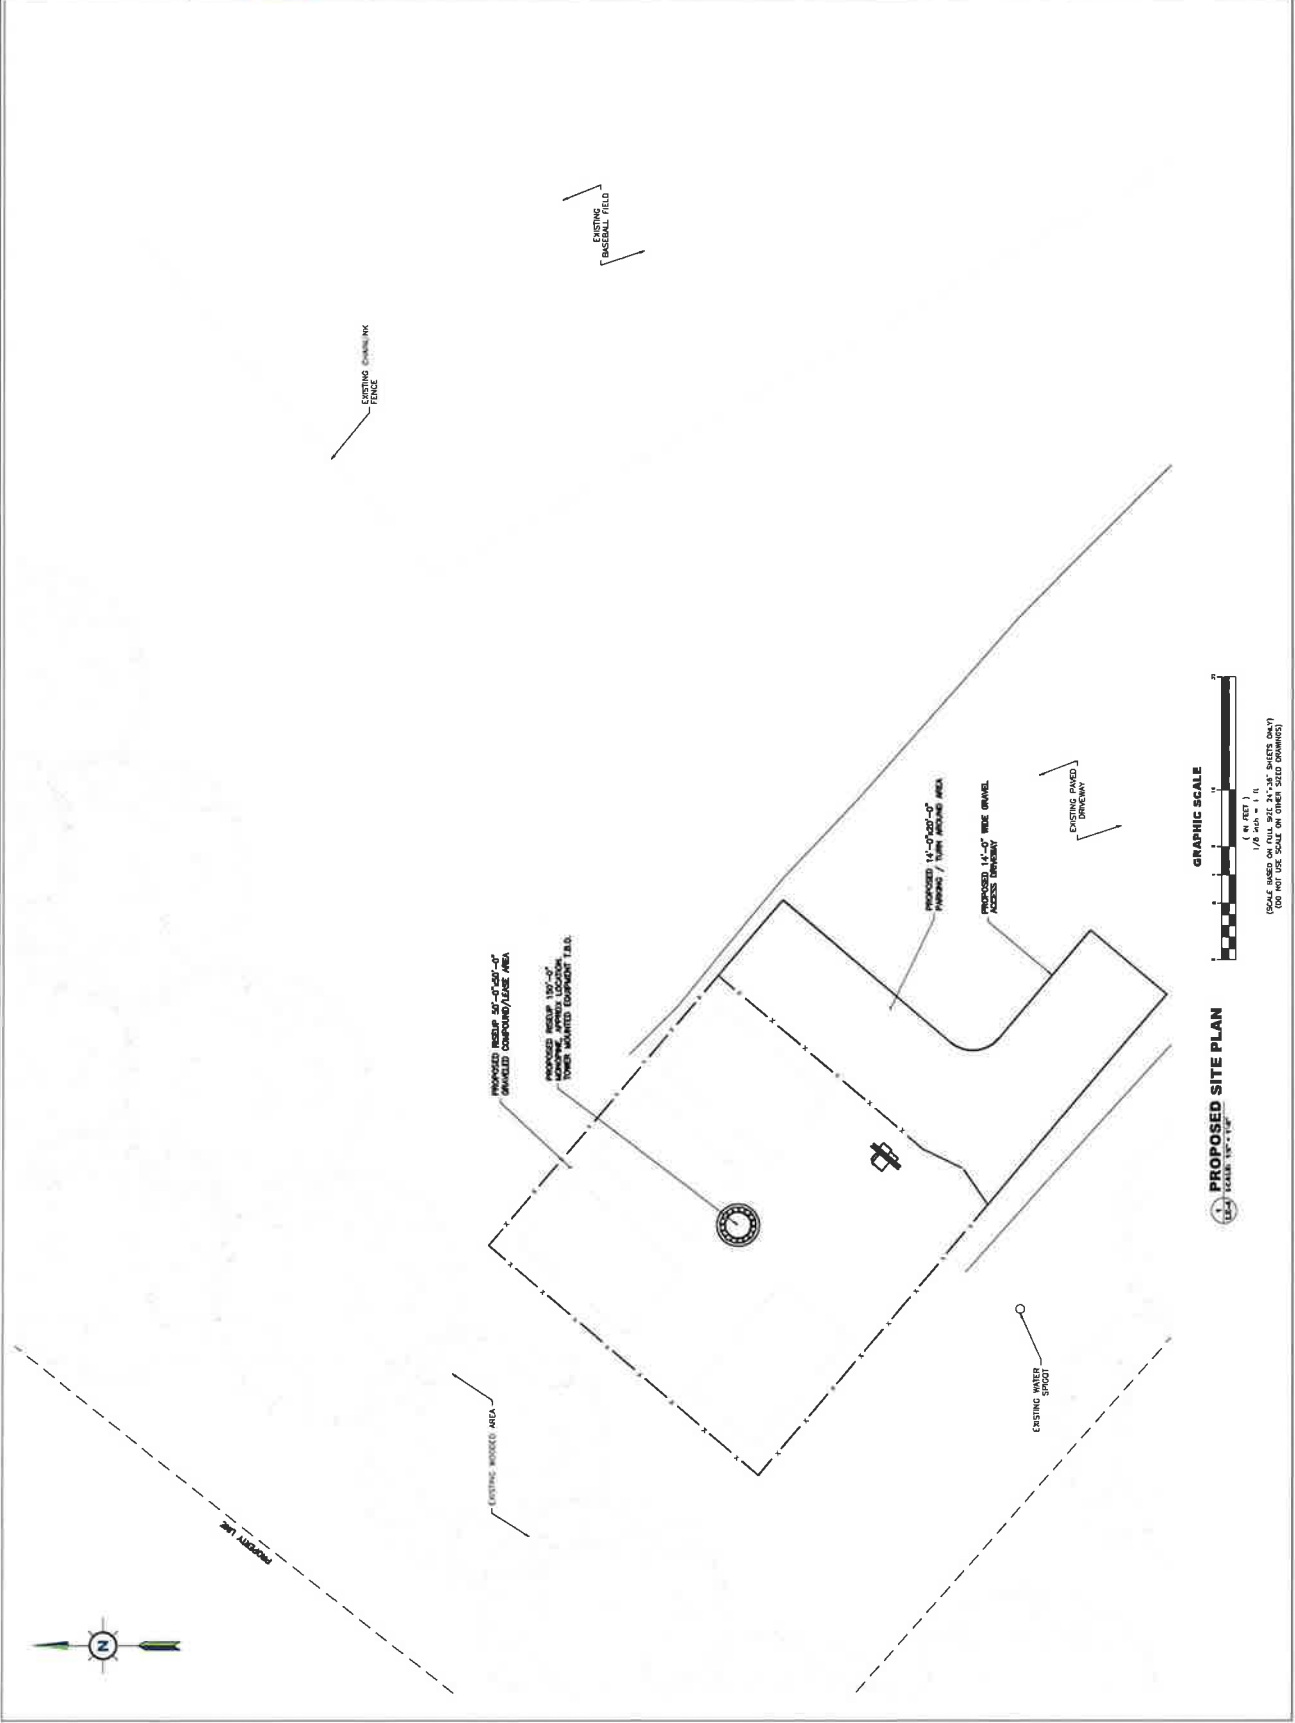 N
PROPERTY LINE
EXISTING WOODED AREA
EXISTING WATER
SPIGOT
PROPOSED RISEUP 50'-0"x50'-0"
GRAVELED COMPOUND/LEASE AREA
PROPOSED RISEUP 150'-0"
MONOPINE, APPROX LOCATION.
TOWER MOUNTED EQUIPMENT T.B.D.
EXISTING CHAINLINK
FENCE
EXISTING
BASEBALL FIELD
PROPOSED 14'-0"x20'-0"
PARKING / TURN AROUND AREA
PROPOSED 14'-0" WIDE GRAVEL
ACCESS DRIVEWAY
EXISTING PAVED
DRIVEWAY
1
PROPOSED SITE PLAN
GRAPHIC SCALE
( IN FEET )
1/8 inch = 1 ft.
(SCALE BASED ON FULL SIZE 24"x36" SHEETS ONLY)
(DO NOT USE SCALE ON OTHER SIZED DRAWINGS)